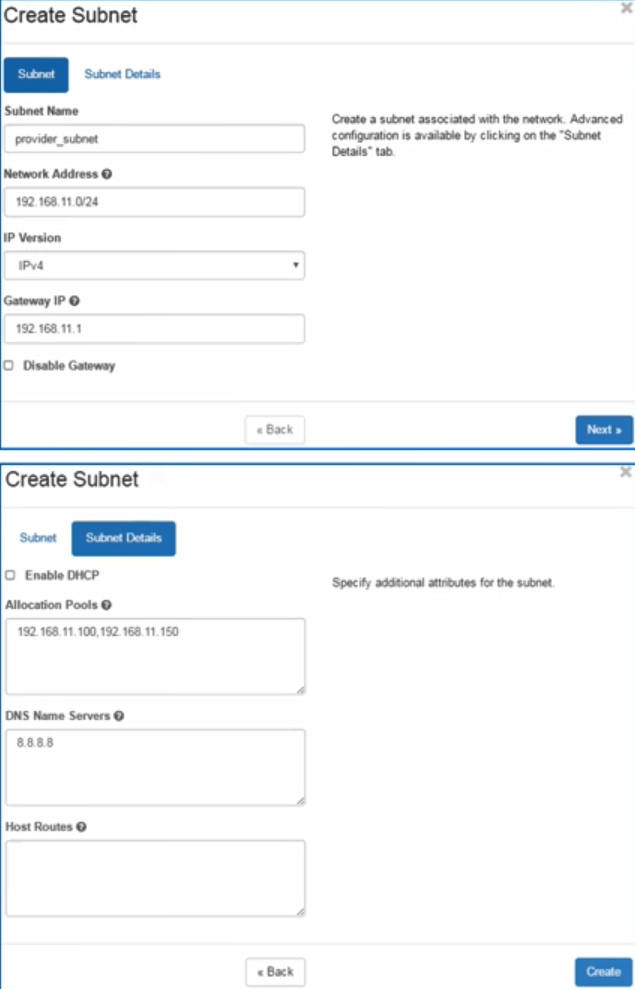 Create Subnet
Subnet
Subnet Details
Subnet Name
provider_subnet
Create a subnet associated with the network. Advanced
configuration is available by clicking on the "Subnet
Details" tab.
Network Address
192.168.11.0/24
IP Version
IPv4
Gateway IP
192.168.11.1
Disable Gateway
« Back
Next »
Create Subnet
Subnet
Subnet Details
Enable DHCP
Specify additional attributes for the subnet.
Allocation Pools
192.168.11.100,192.168.11.150
DNS Name Servers
8.8.8.8
Host Routes
« Back
Create